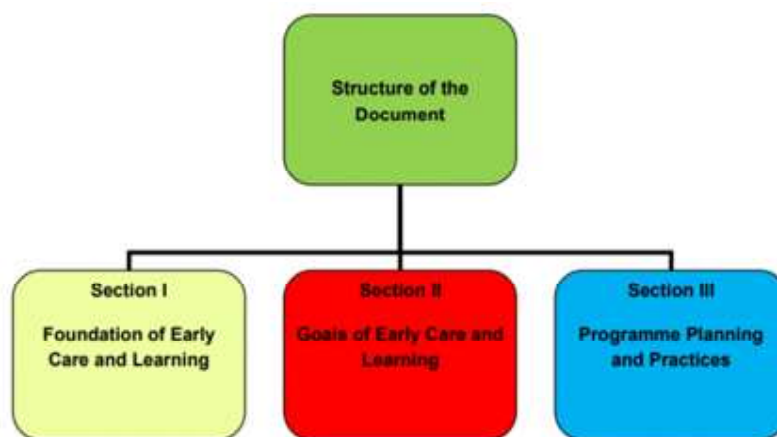 Structure of the
Document
Section I
Foundation of Early
Care and Learning
Section II
Goals of Early Care and
Learning
Section III
Programme Planning
and Practices